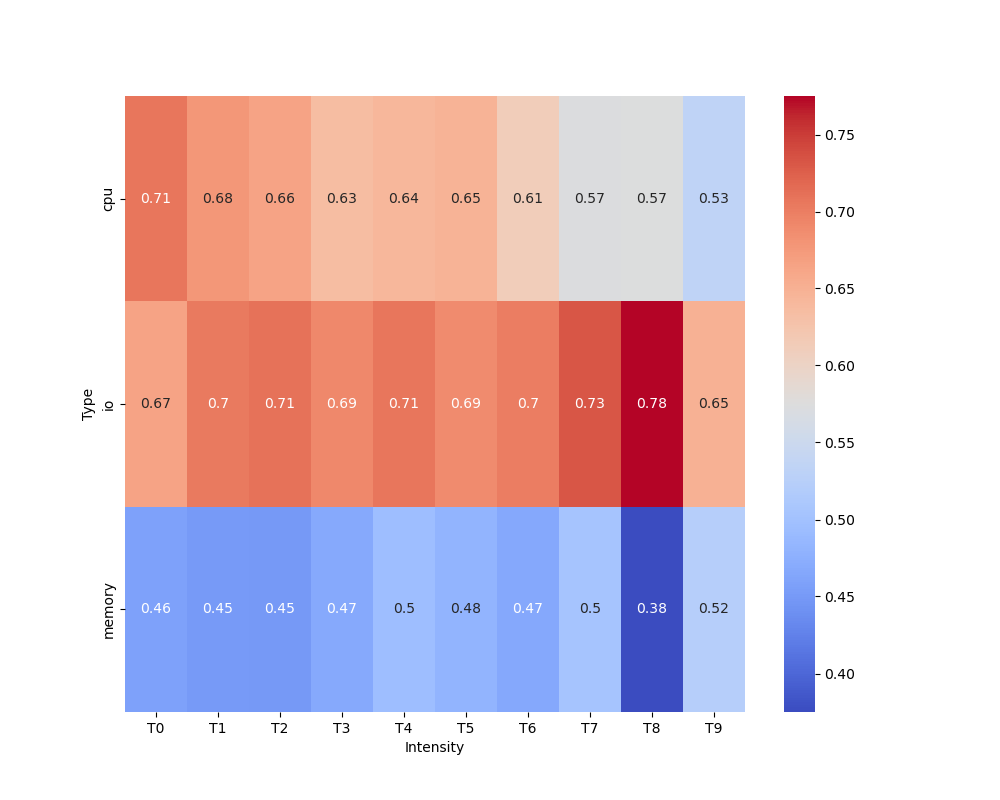 cpu
0.71 0.68 0.66 0.63 0.64 0.65 0.61 0.57 0.57 0.53
Type
io
0.67 0.7 0.71 0.69 0.71 0.69 0.7 0.73 0.78 0.65
memory
0.46 0.45 0.45 0.47 0.5 0.48 0.47 0.5 0.38 0.52
T0 T1 T2 T3 T4 T5 T6 T7 T8 T9
Intensity
0.75
0.70
0.65
0.60
0.55
0.50
0.45
0.40